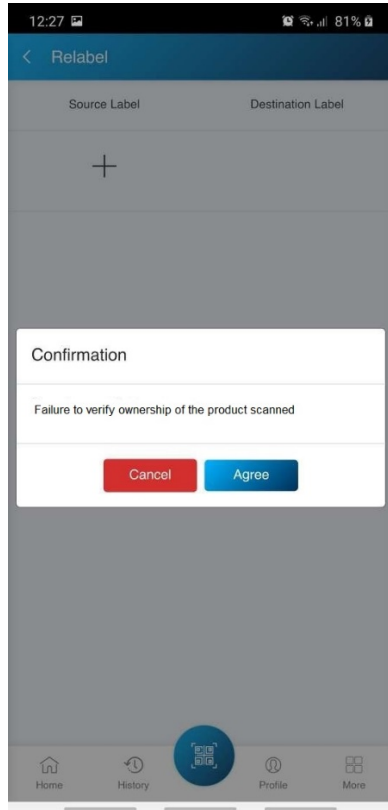 12:27 81%
Relabel
Source Label Destination Label
Confirmation
Failure to verify ownership of the product scanned
Cancel Agree
Home History Profile More